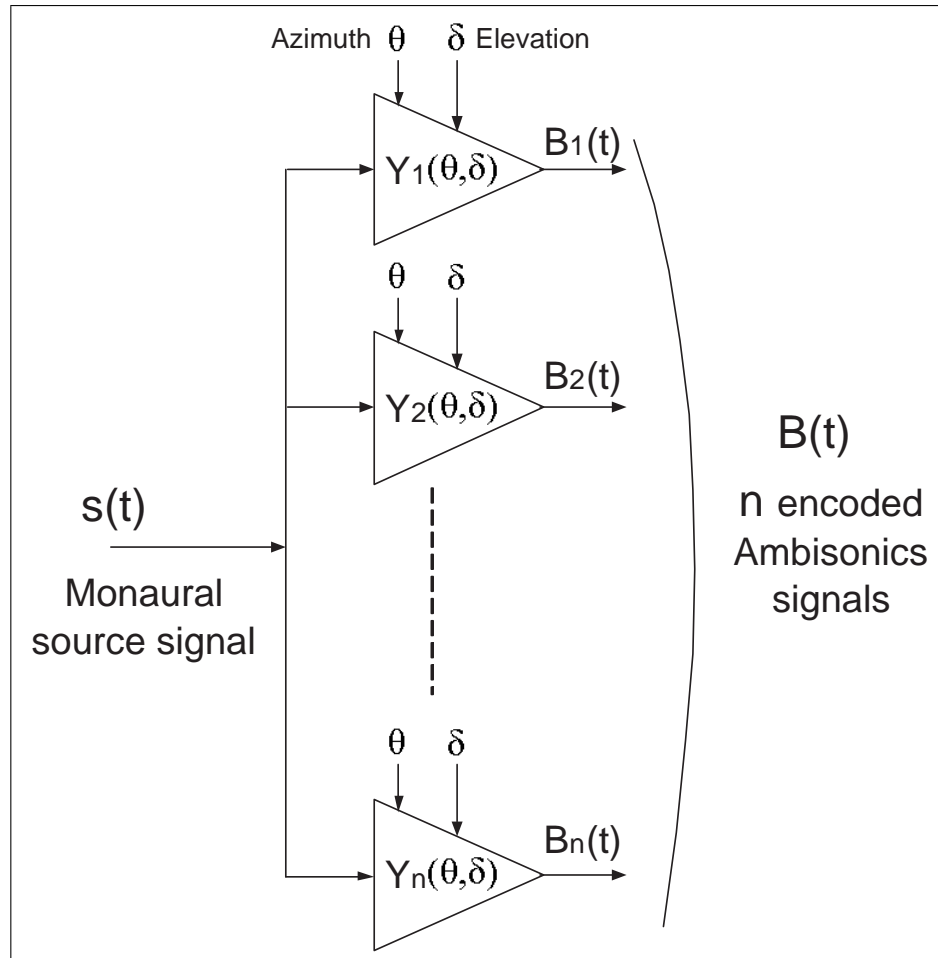 Azimuth θ δ Elevation
Y1(θ,δ)
B1(t)
θ δ
Y2(θ,δ)
B2(t)
s(t)
Monaural
source signal
B(t)
n encoded
Ambisonics
signals
θ δ
Yn(θ,δ)
Bn(t)